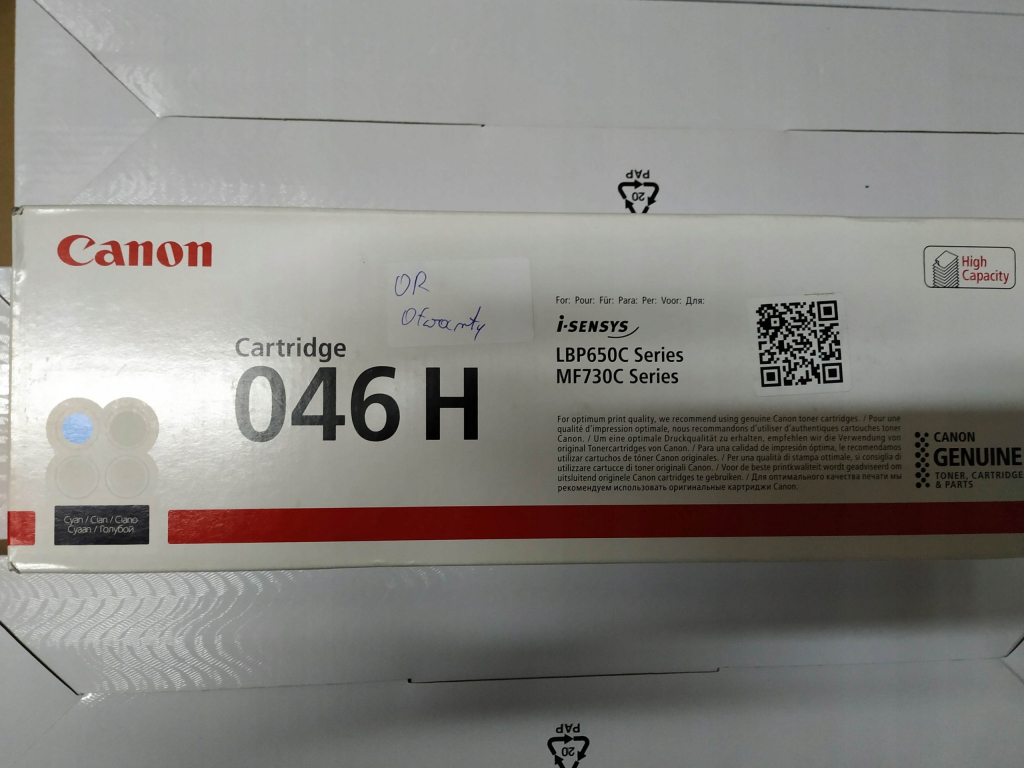 PAP
20
Canon
High
Capacity
OR
Otwarty
For: Pour: Für: Para: Per: Voor: Для:
i-SENSYS
LBP650C Series
MF730C Series
Cartridge
046 H
For optimum print quality, we recommend using genuine Canon toner cartridges. / Pour une
qualité d'impression optimale, nous recommandons d'utiliser d'authentiques cartouches toner
Canon. / Um eine optimale Druckqualität zu erhalten, empfehlen wir die Verwendung von
original Tonercartridges von Canon. / Para una calidad de impresión óptima, le recomendamos
utilizar cartuchos de tóner Canon originales. / Per una qualità di stampa ottimale, si consiglia di
utilizzare cartucce di toner originali Canon. / Voor de beste printkwaliteit wordt geadviseerd om
uitsluitend originele Canon cartridges te gebruiken. / Для оптимального качества печати мы
рекомендуем использовать оригинальные картриджи Canon.
CANON
GENUINE
TONER, CARTRIDGE
& PARTS
Cyan / Cian / Ciano
Cyaan / Голубой
PAP
20